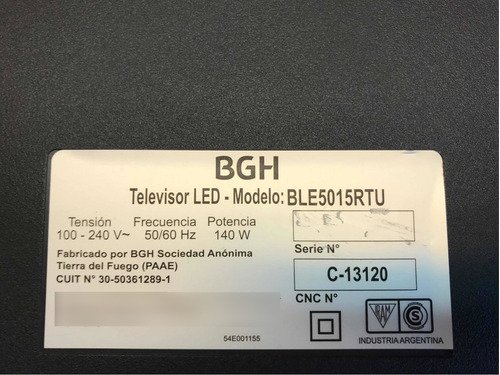 BGH
Televisor LED - Modelo: BLE5015RTU
Tensión Frecuencia Potencia
100 - 240 V~ 50/60 Hz 140 W
Serie N°
Fabricado por BGH Sociedad Anónima
Tierra del Fuego (PAAE)
CUIT N° 30-50361289-1
C-13120
CNC N°
IRAM
S
54E001155
INDUSTRIA ARGENTINA